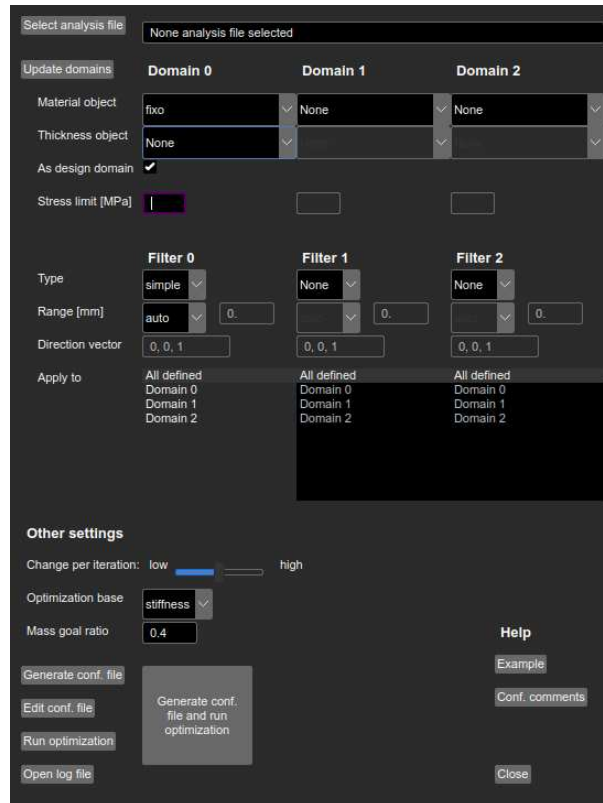 Select analysis file None analysis file selected
Update domains Domain 0 Domain 1 Domain 2
Material object fixo None None
Thickness object None
As design domain
Stress limit [MPa]
Filter 0 Filter 1 Filter 2
Type simple None None
Range [mm] auto 0. 0. 0.
Direction vector 0, 0, 1 0, 0, 1 0, 0, 1
Apply to All defined All defined All defined
Domain 0 Domain 0 Domain 0
Domain 1 Domain 1 Domain 1
Domain 2 Domain 2 Domain 2
Other settings
Change per iteration: low high
Optimization base stiffness
Mass goal ratio 0.4
Help
Example
Generate conf. file
Conf. comments
Edit conf. file
Generate conf.
file and run
optimization
Run optimization
Open log file
Close